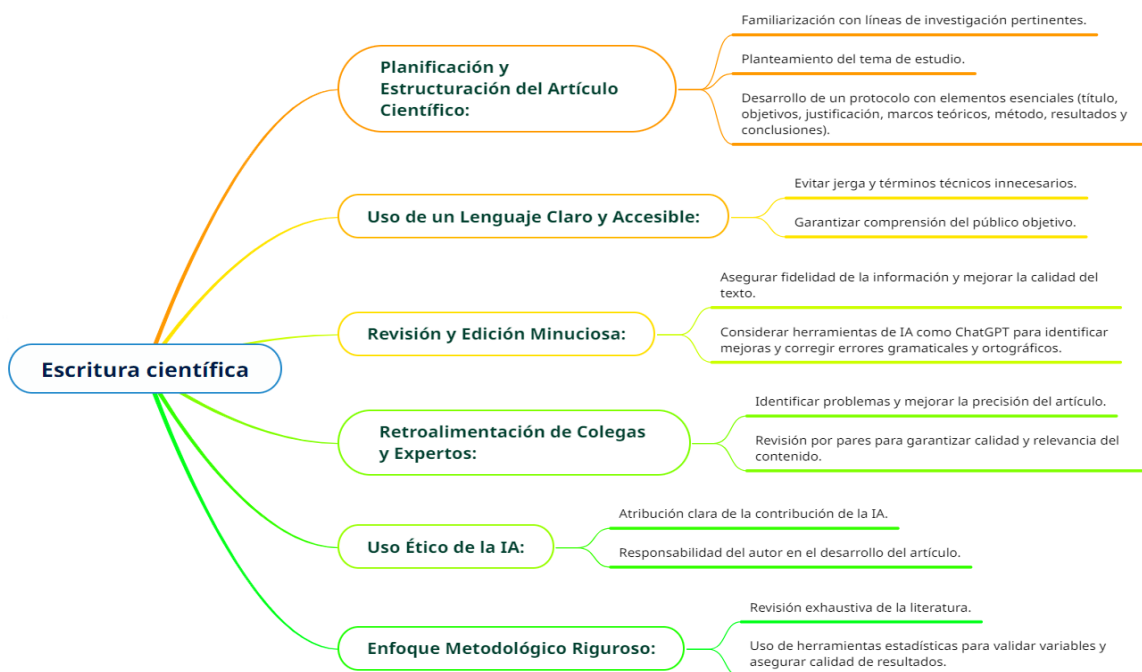 Escritura científica
Planificación y
Estructuración del Artículo
Científico:
Familiarización con líneas de investigación pertinentes.
Planteamiento del tema de estudio.
Desarrollo de un protocolo con elementos esenciales (título,
objetivos, justificación, marcos teóricos, método, resultados y
conclusiones).
Uso de un Lenguaje Claro y Accesible:
Evitar jerga y términos técnicos innecesarios.
Garantizar comprensión del público objetivo.
Revisión y Edición Minuciosa:
Asegurar fidelidad de la información y mejorar la calidad del
texto.
Considerar herramientas de IA como ChatGPT para identificar
mejoras y corregir errores gramaticales y ortográficos.
Retroalimentación de Colegas
y Expertos:
Identificar problemas y mejorar la precisión del artículo.
Revisión por pares para garantizar calidad y relevancia del
contenido.
Uso Ético de la IA:
Atribución clara de la contribución de la IA.
Responsabilidad del autor en el desarrollo del artículo.
Enfoque Metodológico Riguroso:
Revisión exhaustiva de la literatura.
Uso de herramientas estadísticas para validar variables y
asegurar calidad de resultados.